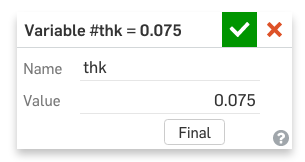 Variable #thk = 0.075
Name thk
Value 0.075
Final
?